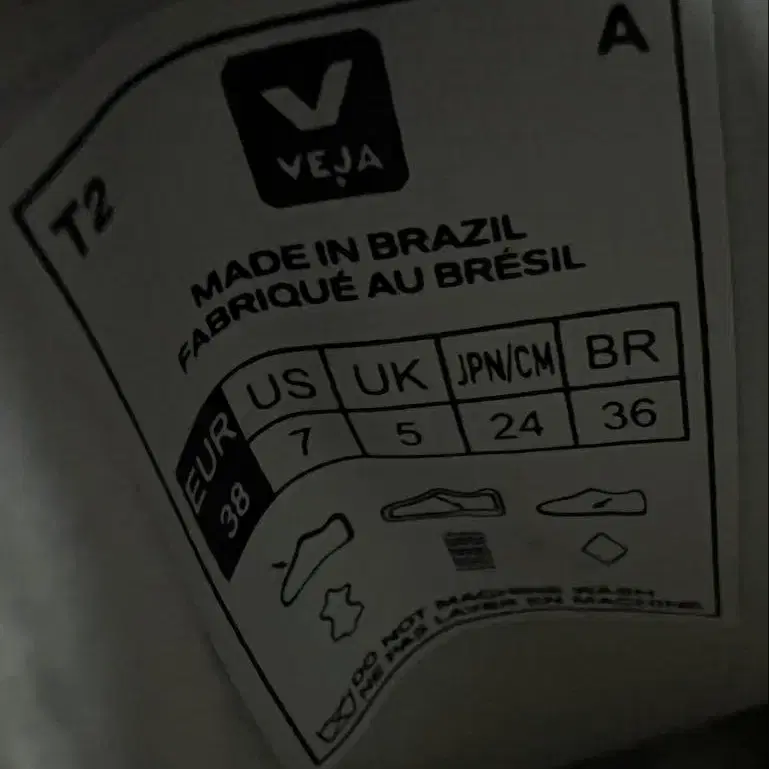 A
V
VEJA
T2
MADE IN BRAZIL
FABRIQUÉ AU BRÉSIL
EUR US UK JPN/CM BR
38 7 5 24 36
DO NOT MACHINE WASH
NE PAS LAVER EN MACHINE